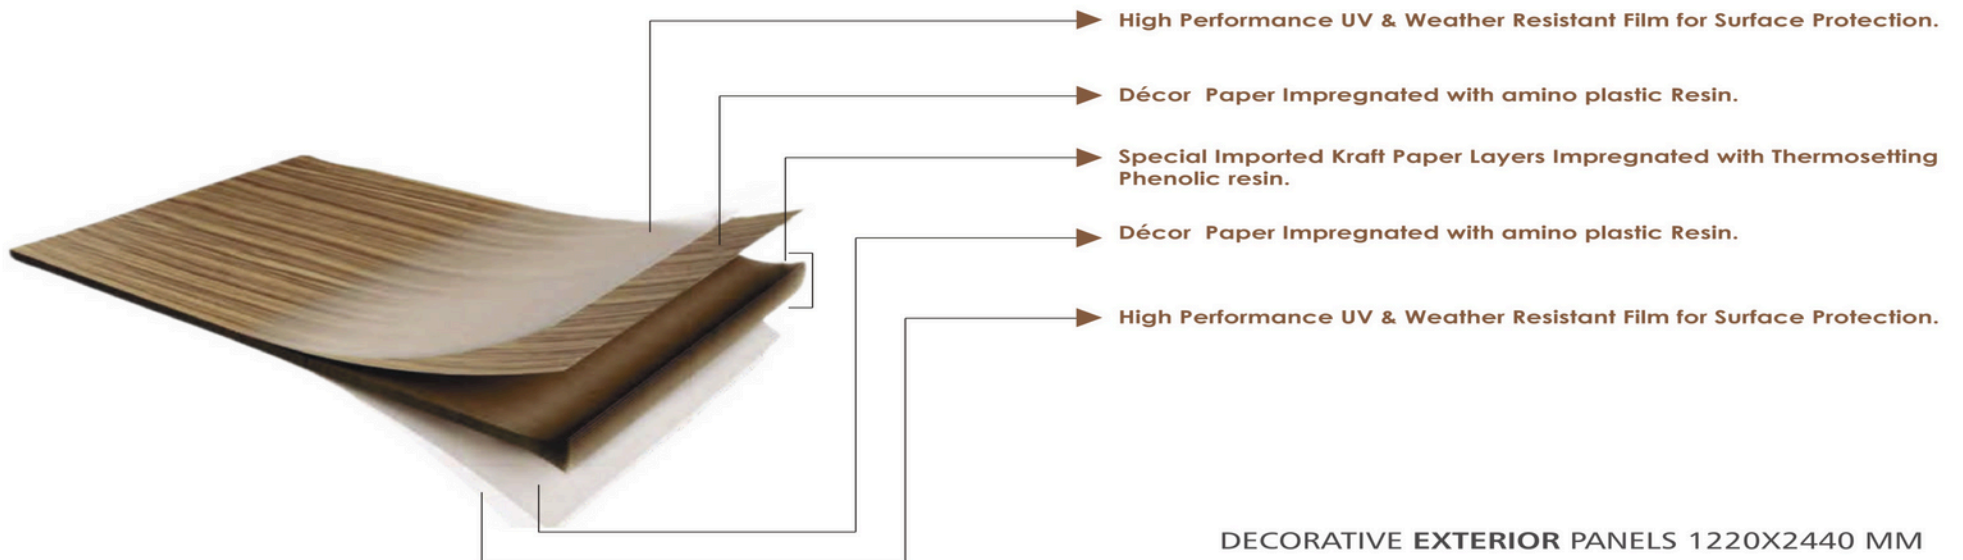 High Performance UV & Weather Resistant Film for Surface Protection.
Décor Paper Impregnated with amino plastic Resin.
Special Imported Kraft Paper Layers Impregnated with Thermosetting
Phenolic resin.
Décor Paper Impregnated with amino plastic Resin.
High Performance UV & Weather Resistant Film for Surface Protection.
DECORATIVE EXTERIOR PANELS 1220X2440 MM